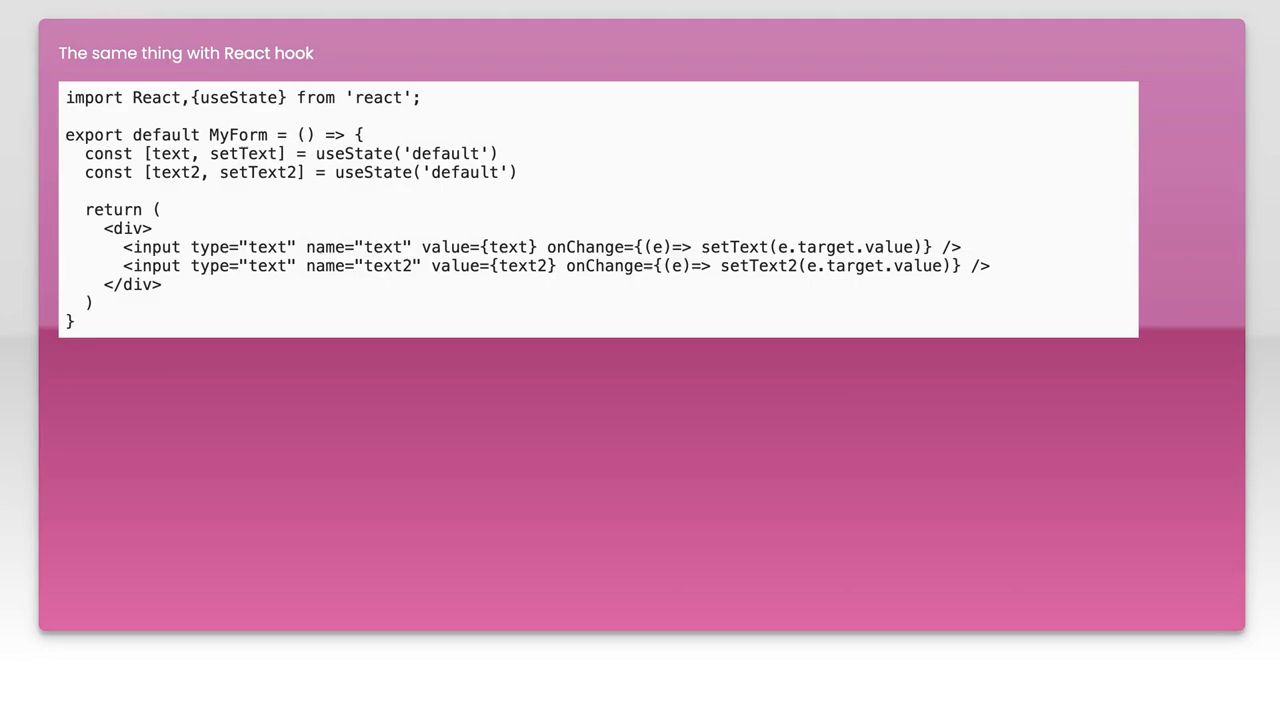 The same thing with React hook
import React,{useState} from 'react';
export default MyForm = () => {
const [text, setText] = useState('default')
const [text2, setText2] = useState('default')
return (
<div>
<input type="text" name="text" value={text} onChange={(e)=> setText(e.target.value)} />
<input type="text" name="text2" value={text2} onChange={(e)=> setText2(e.target.value)} />
</div>
)
}